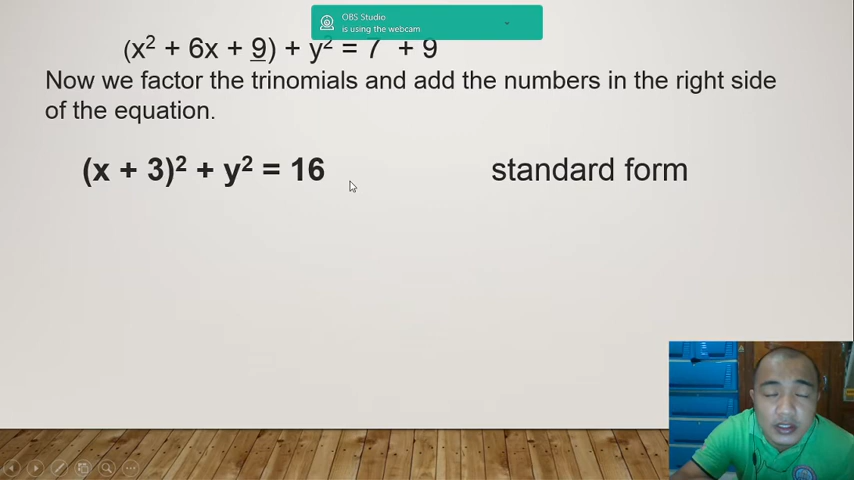 OBS Studio
is using the webcam
(x² + 6x + 9) + y² = 7 + 9
Now we factor the trinomials and add the numbers in the right side
of the equation.
(x + 3)² + y² = 16
standard form